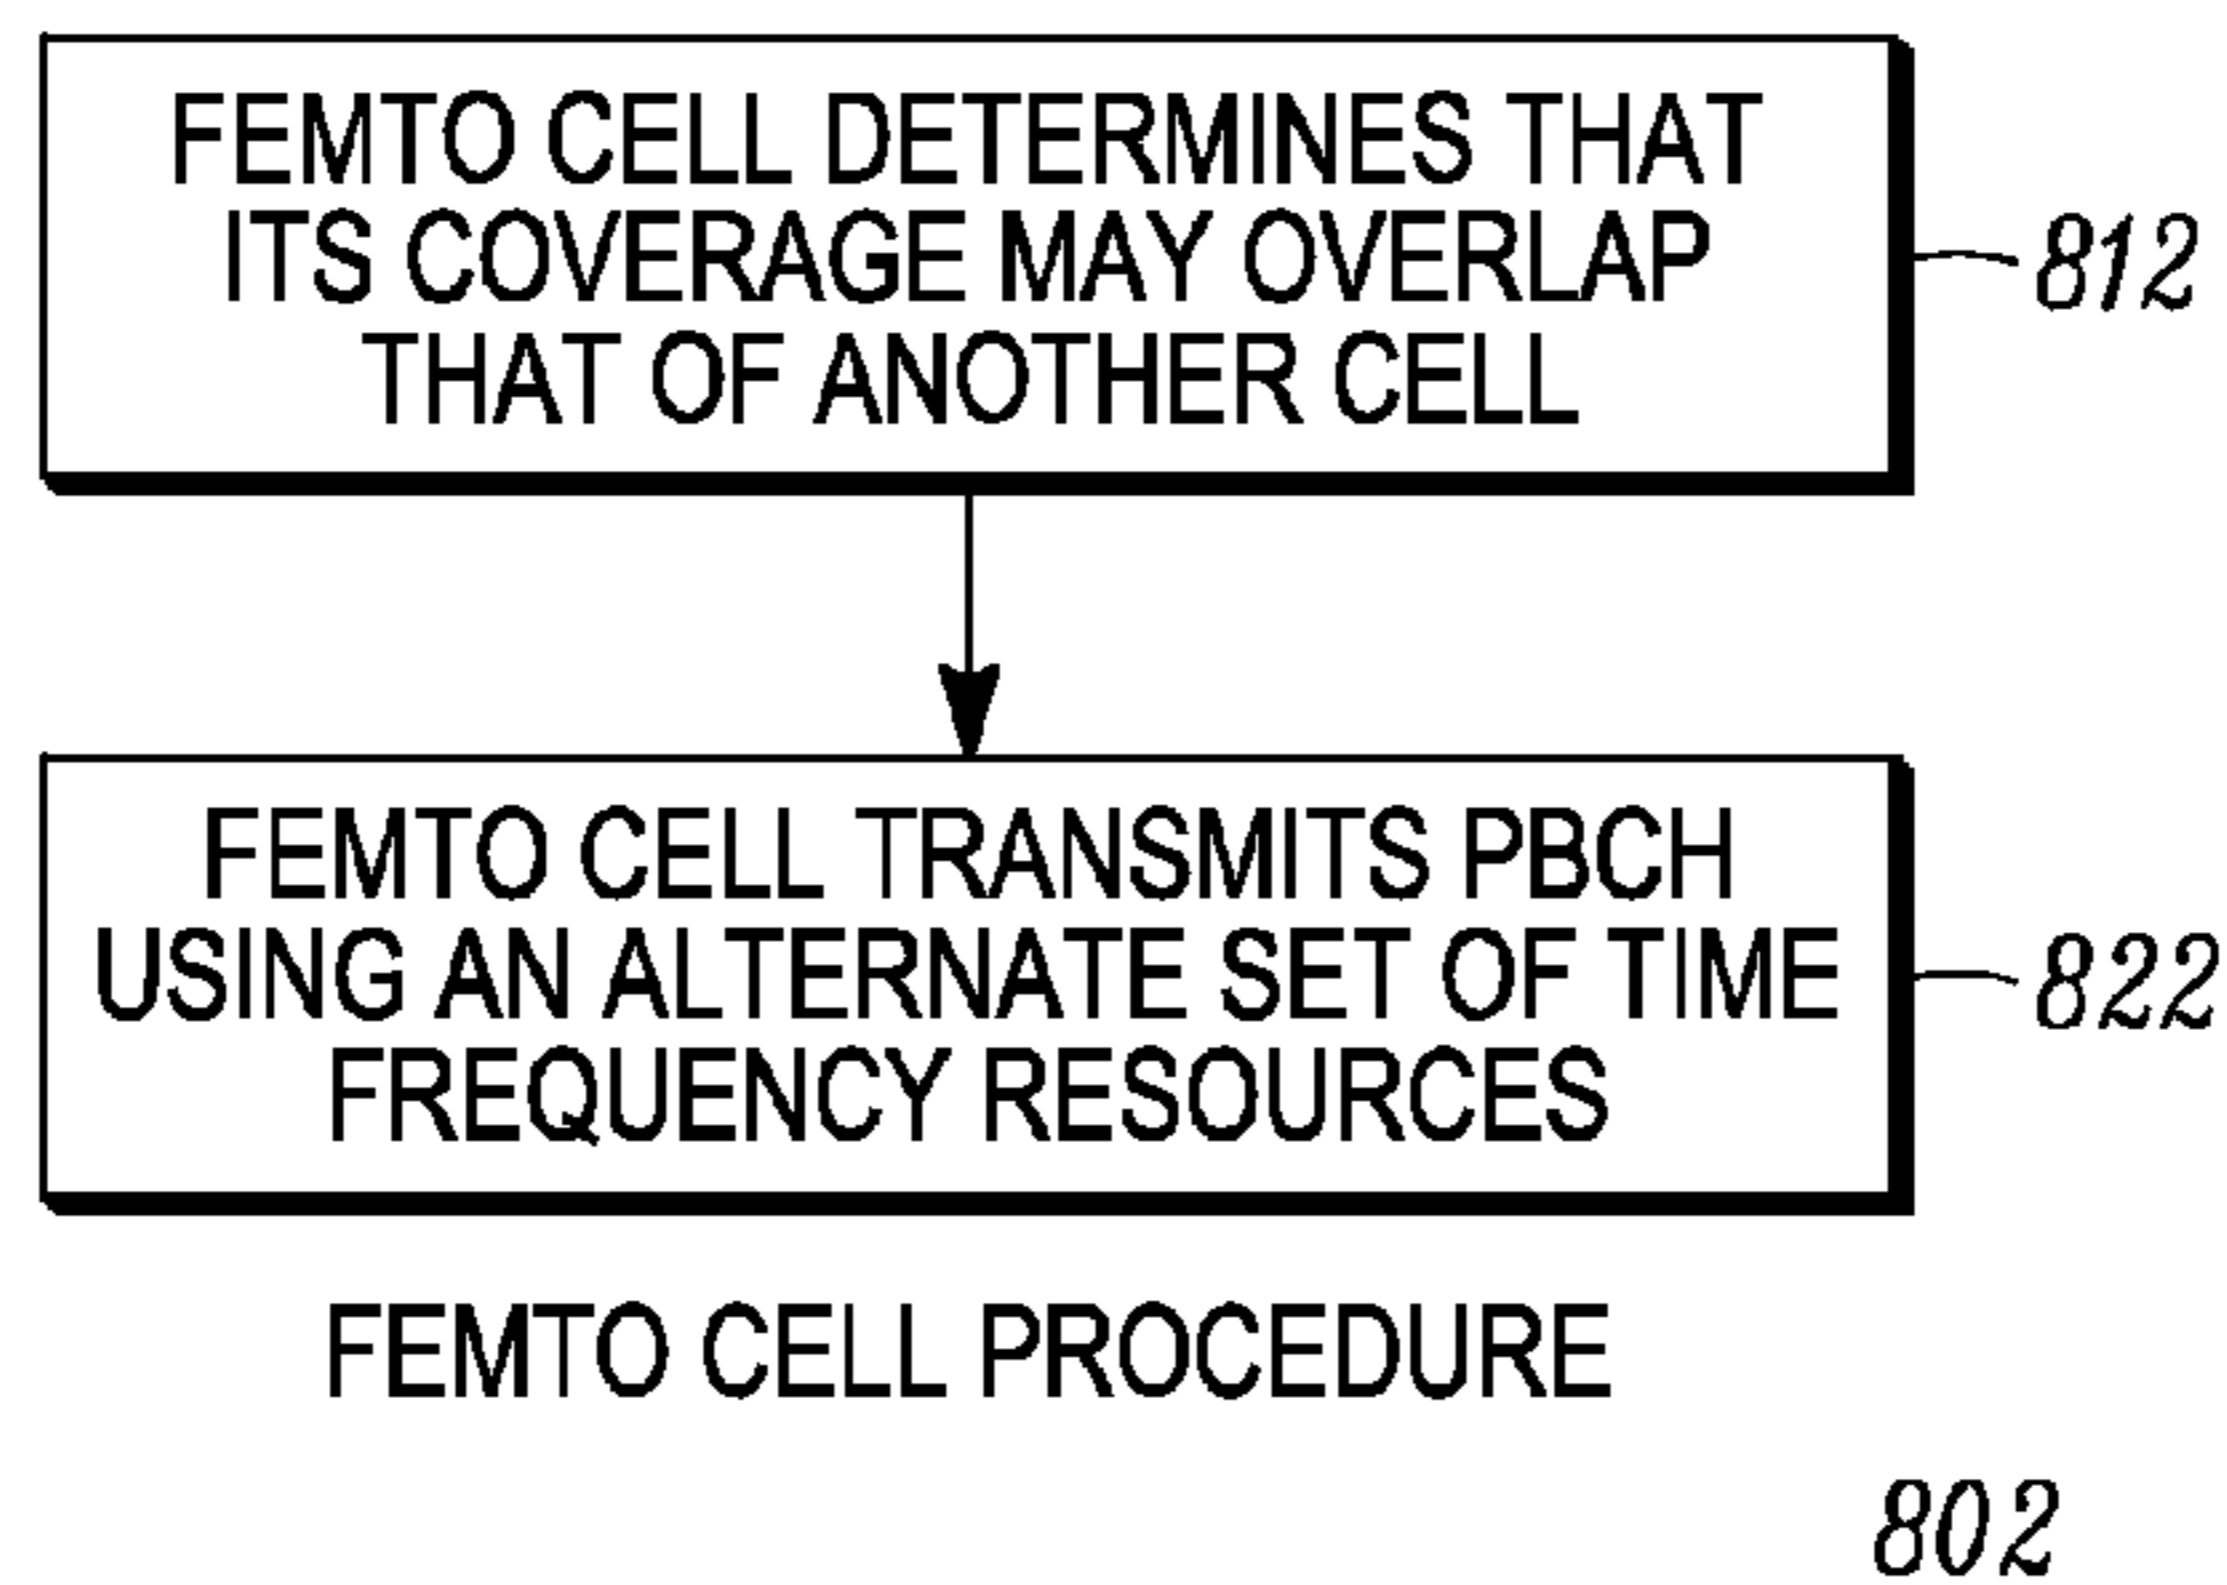 FEMTO CELL DETERMINES THAT
ITS COVERAGE MAY OVERLAP
THAT OF ANOTHER CELL
812
FEMTO CELL TRANSMITS PBCH
USING AN ALTERNATE SET OF TIME
FREQUENCY RESOURCES
822
FEMTO CELL PROCEDURE
802